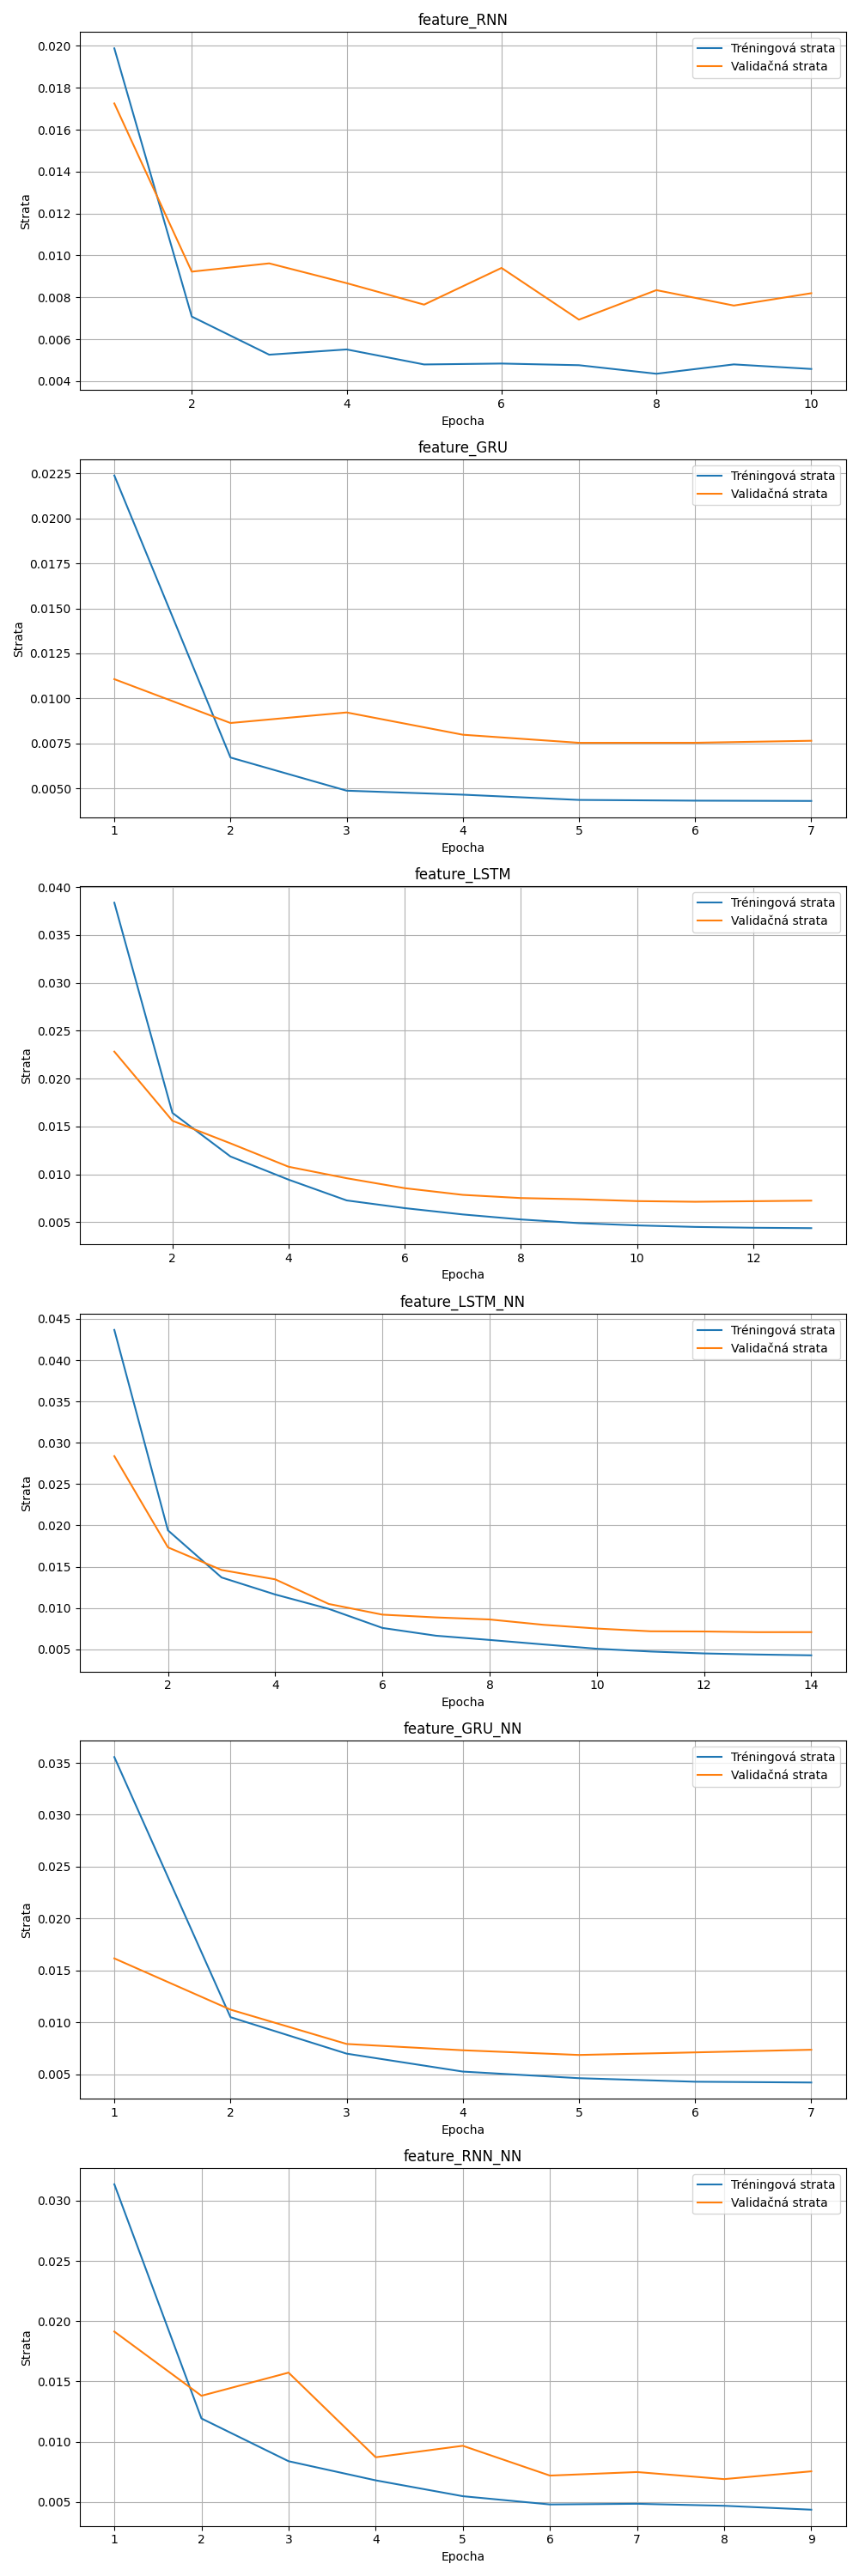 feature_RNN
Tréningová strata
Validačná strata
0.020
0.018
0.016
0.014
0.012
0.010
0.008
0.006
0.004
Strata
2
4
6
8
10
Epocha
feature_GRU
Tréningová strata
Validačná strata
0.0225
0.0200
0.0175
0.0150
0.0125
0.0100
0.0075
0.0050
Strata
1
2
3
4
5
6
7
Epocha
feature_LSTM
Tréningová strata
Validačná strata
0.040
0.035
0.030
0.025
0.020
0.015
0.010
0.005
Strata
2
4
6
8
10
12
Epocha
feature_LSTM_NN
Tréningová strata
Validačná strata
0.045
0.040
0.035
0.030
0.025
0.020
0.015
0.010
0.005
Strata
2
4
6
8
10
12
14
Epocha
feature_GRU_NN
Tréningová strata
Validačná strata
0.035
0.030
0.025
0.020
0.015
0.010
0.005
Strata
1
2
3
4
5
6
7
Epocha
feature_RNN_NN
Tréningová strata
Validačná strata
0.030
0.025
0.020
0.015
0.010
0.005
Strata
1
2
3
4
5
6
7
8
9
Epocha